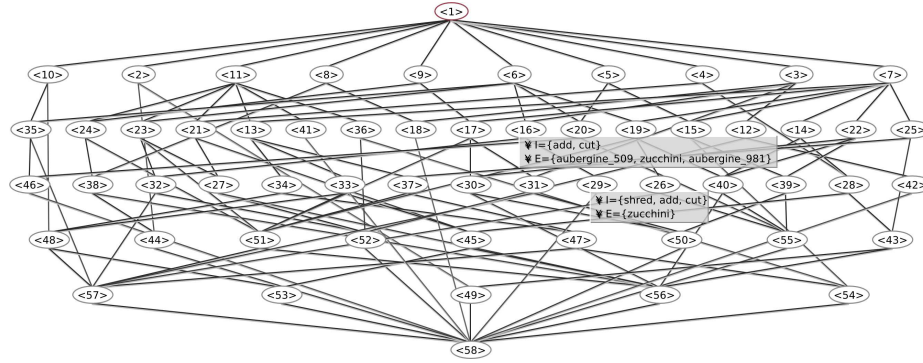 <1>
<10> <2> <11> <8> <9> <6> <5> <4> <3> <7>
<35> <24> <23> <21> <13> <41> <36> <18> <17> <16> <20> <19> <15> <12> <14> <22> <25>
¥ I={add, cut}
¥ E={aubergine_509, zucchini, aubergine_981}
<46> <38> <32> <27> <34> <33> <37> <30> <31> <29> <26> <40> <39> <28> <42>
¥ I={shred, add, cut}
¥ E={zucchini}
<48> <44> <51> <52> <45> <47> <50> <55> <43>
<57> <53> <49> <56> <54>
<58>